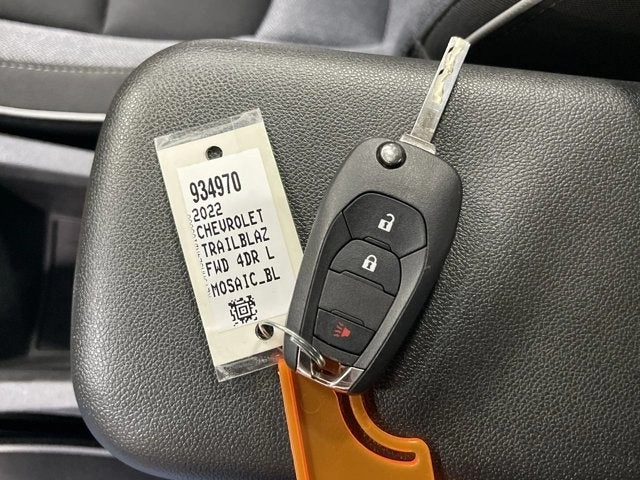 934970
2022
CHEVROLET
TRAILBLAZ
FWD 4DR L
MOSAIC_BL